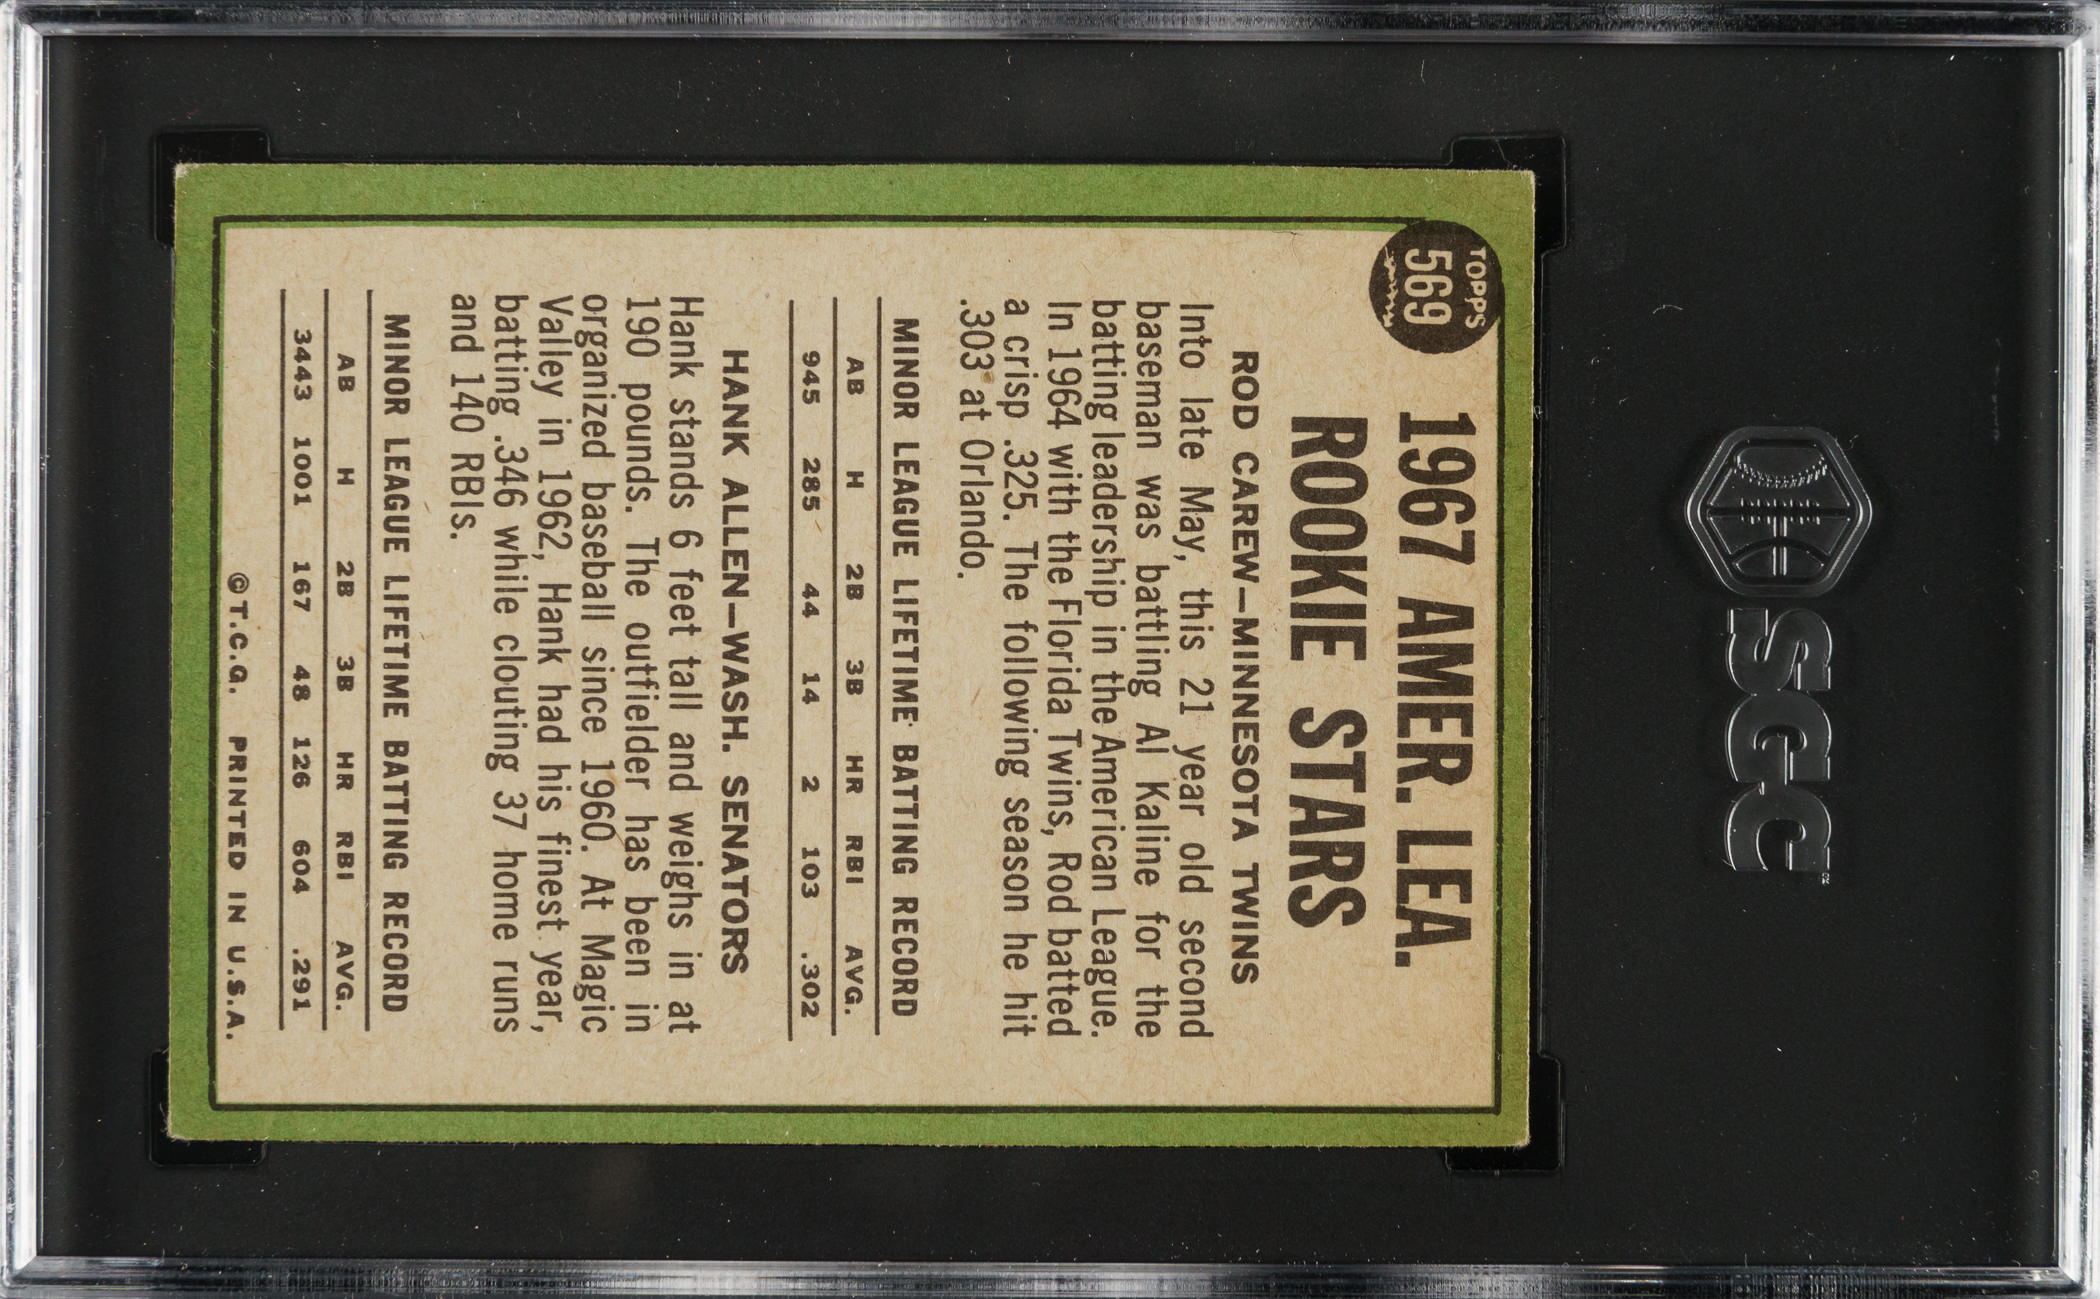 TOPPS
569
1967 AMER. LEA.
ROOKIE STARS
ROD CAREW—MINNESOTA TWINS
Into late May, this 21 year old second
baseman was battling Al Kaline for the
batting leadership in the American League.
In 1964 with the Florida Twins, Rod batted
a crisp .325. The following season he hit
.303 at Orlando.
MINOR LEAGUE LIFETIME BATTING RECORD
AB H 2B 3B HR RBI AVG.
945 285 44 14 2 103 .302
HANK ALLEN—WASH. SENATORS
Hank stands 6 feet tall and weighs in at
190 pounds. The outfielder has been in
organized baseball since 1960. At Magic
Valley in 1962, Hank had his finest year,
batting .346 while clouting 37 home runs
and 140 RBIs.
MINOR LEAGUE LIFETIME BATTING RECORD
AB H 2B 3B HR RBI AVG.
3443 1001 167 48 126 604 .291
©T.C.G. PRINTED IN U.S.A.
SGC